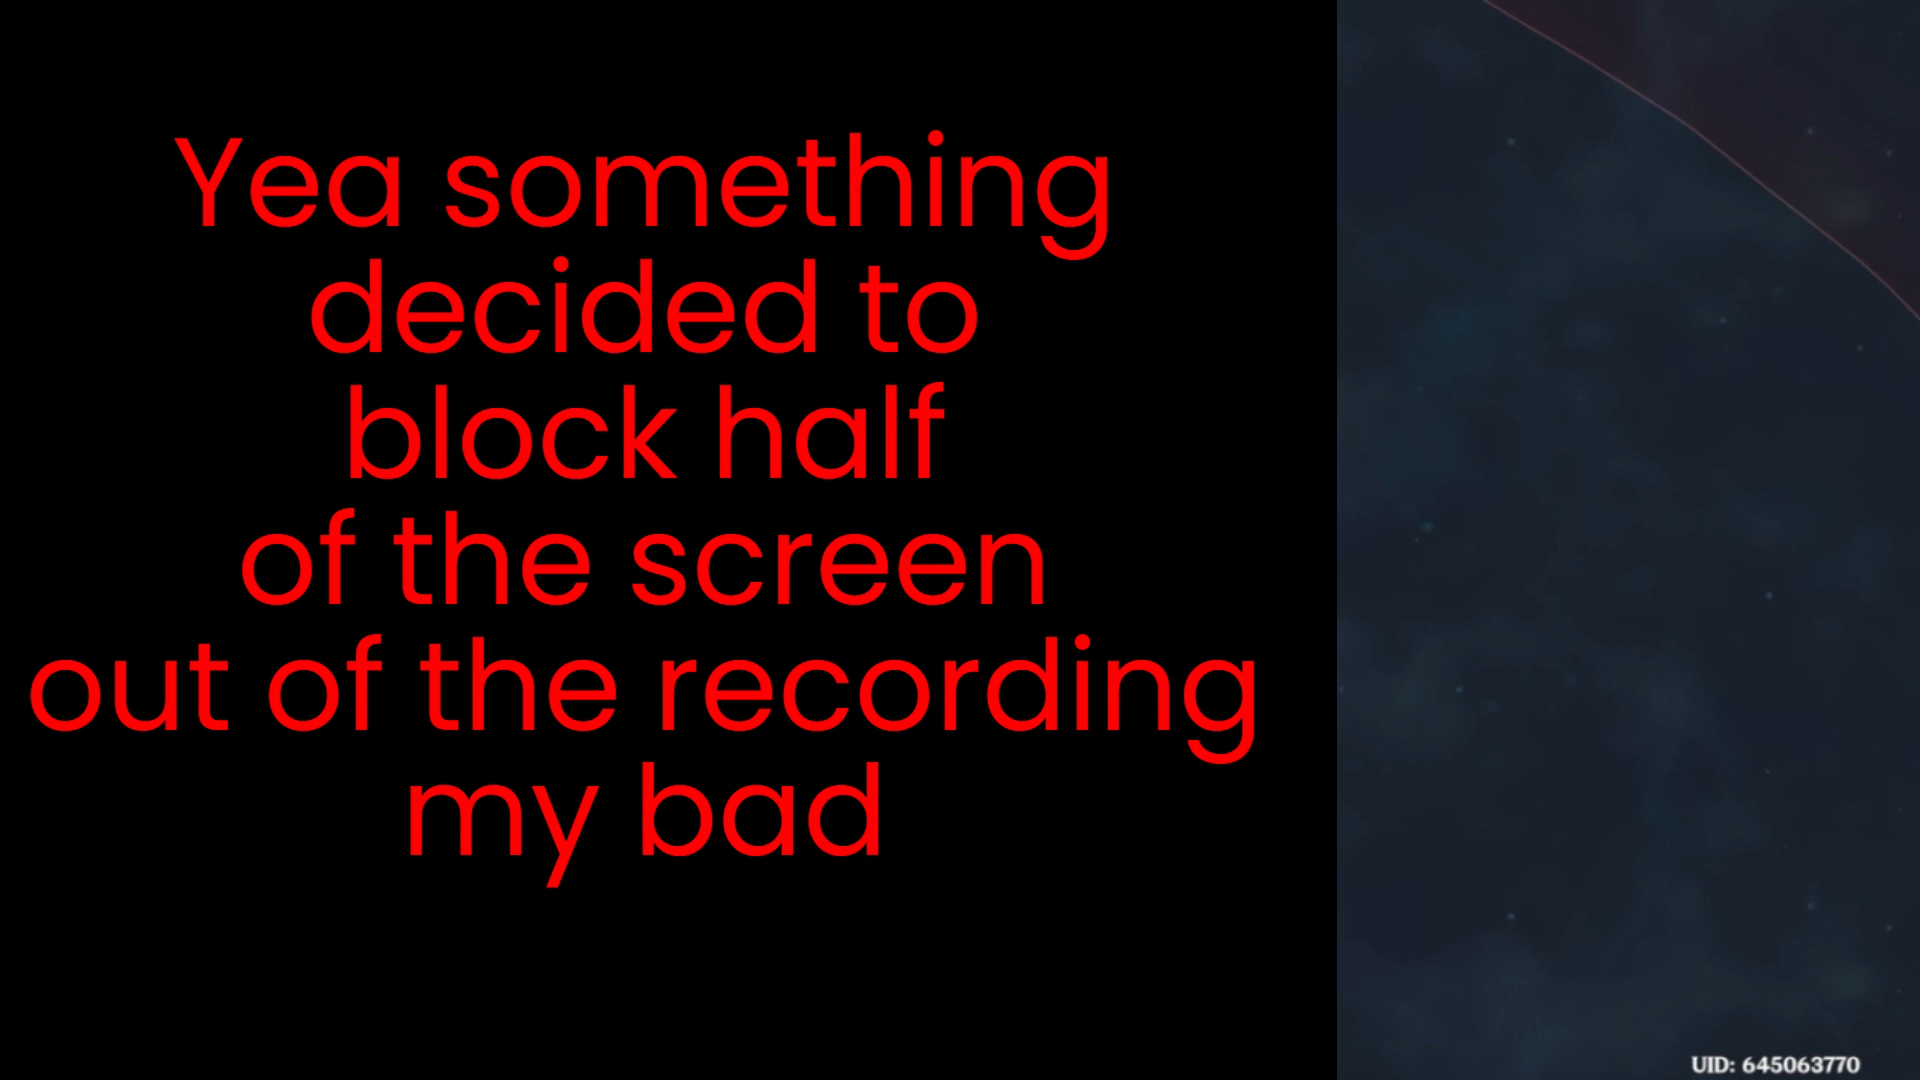 Yea something
decided to
block half
of the screen
out of the recording
my bad
UID: 645063770